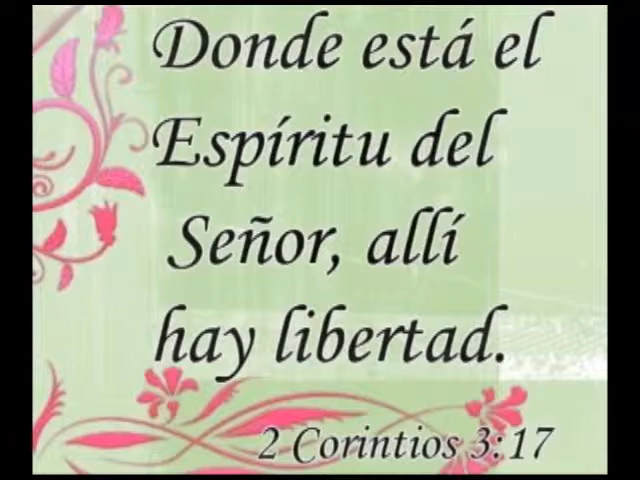 Donde está el
Espíritu del
Señor, allí
hay libertad.
2 Corintios 3:17